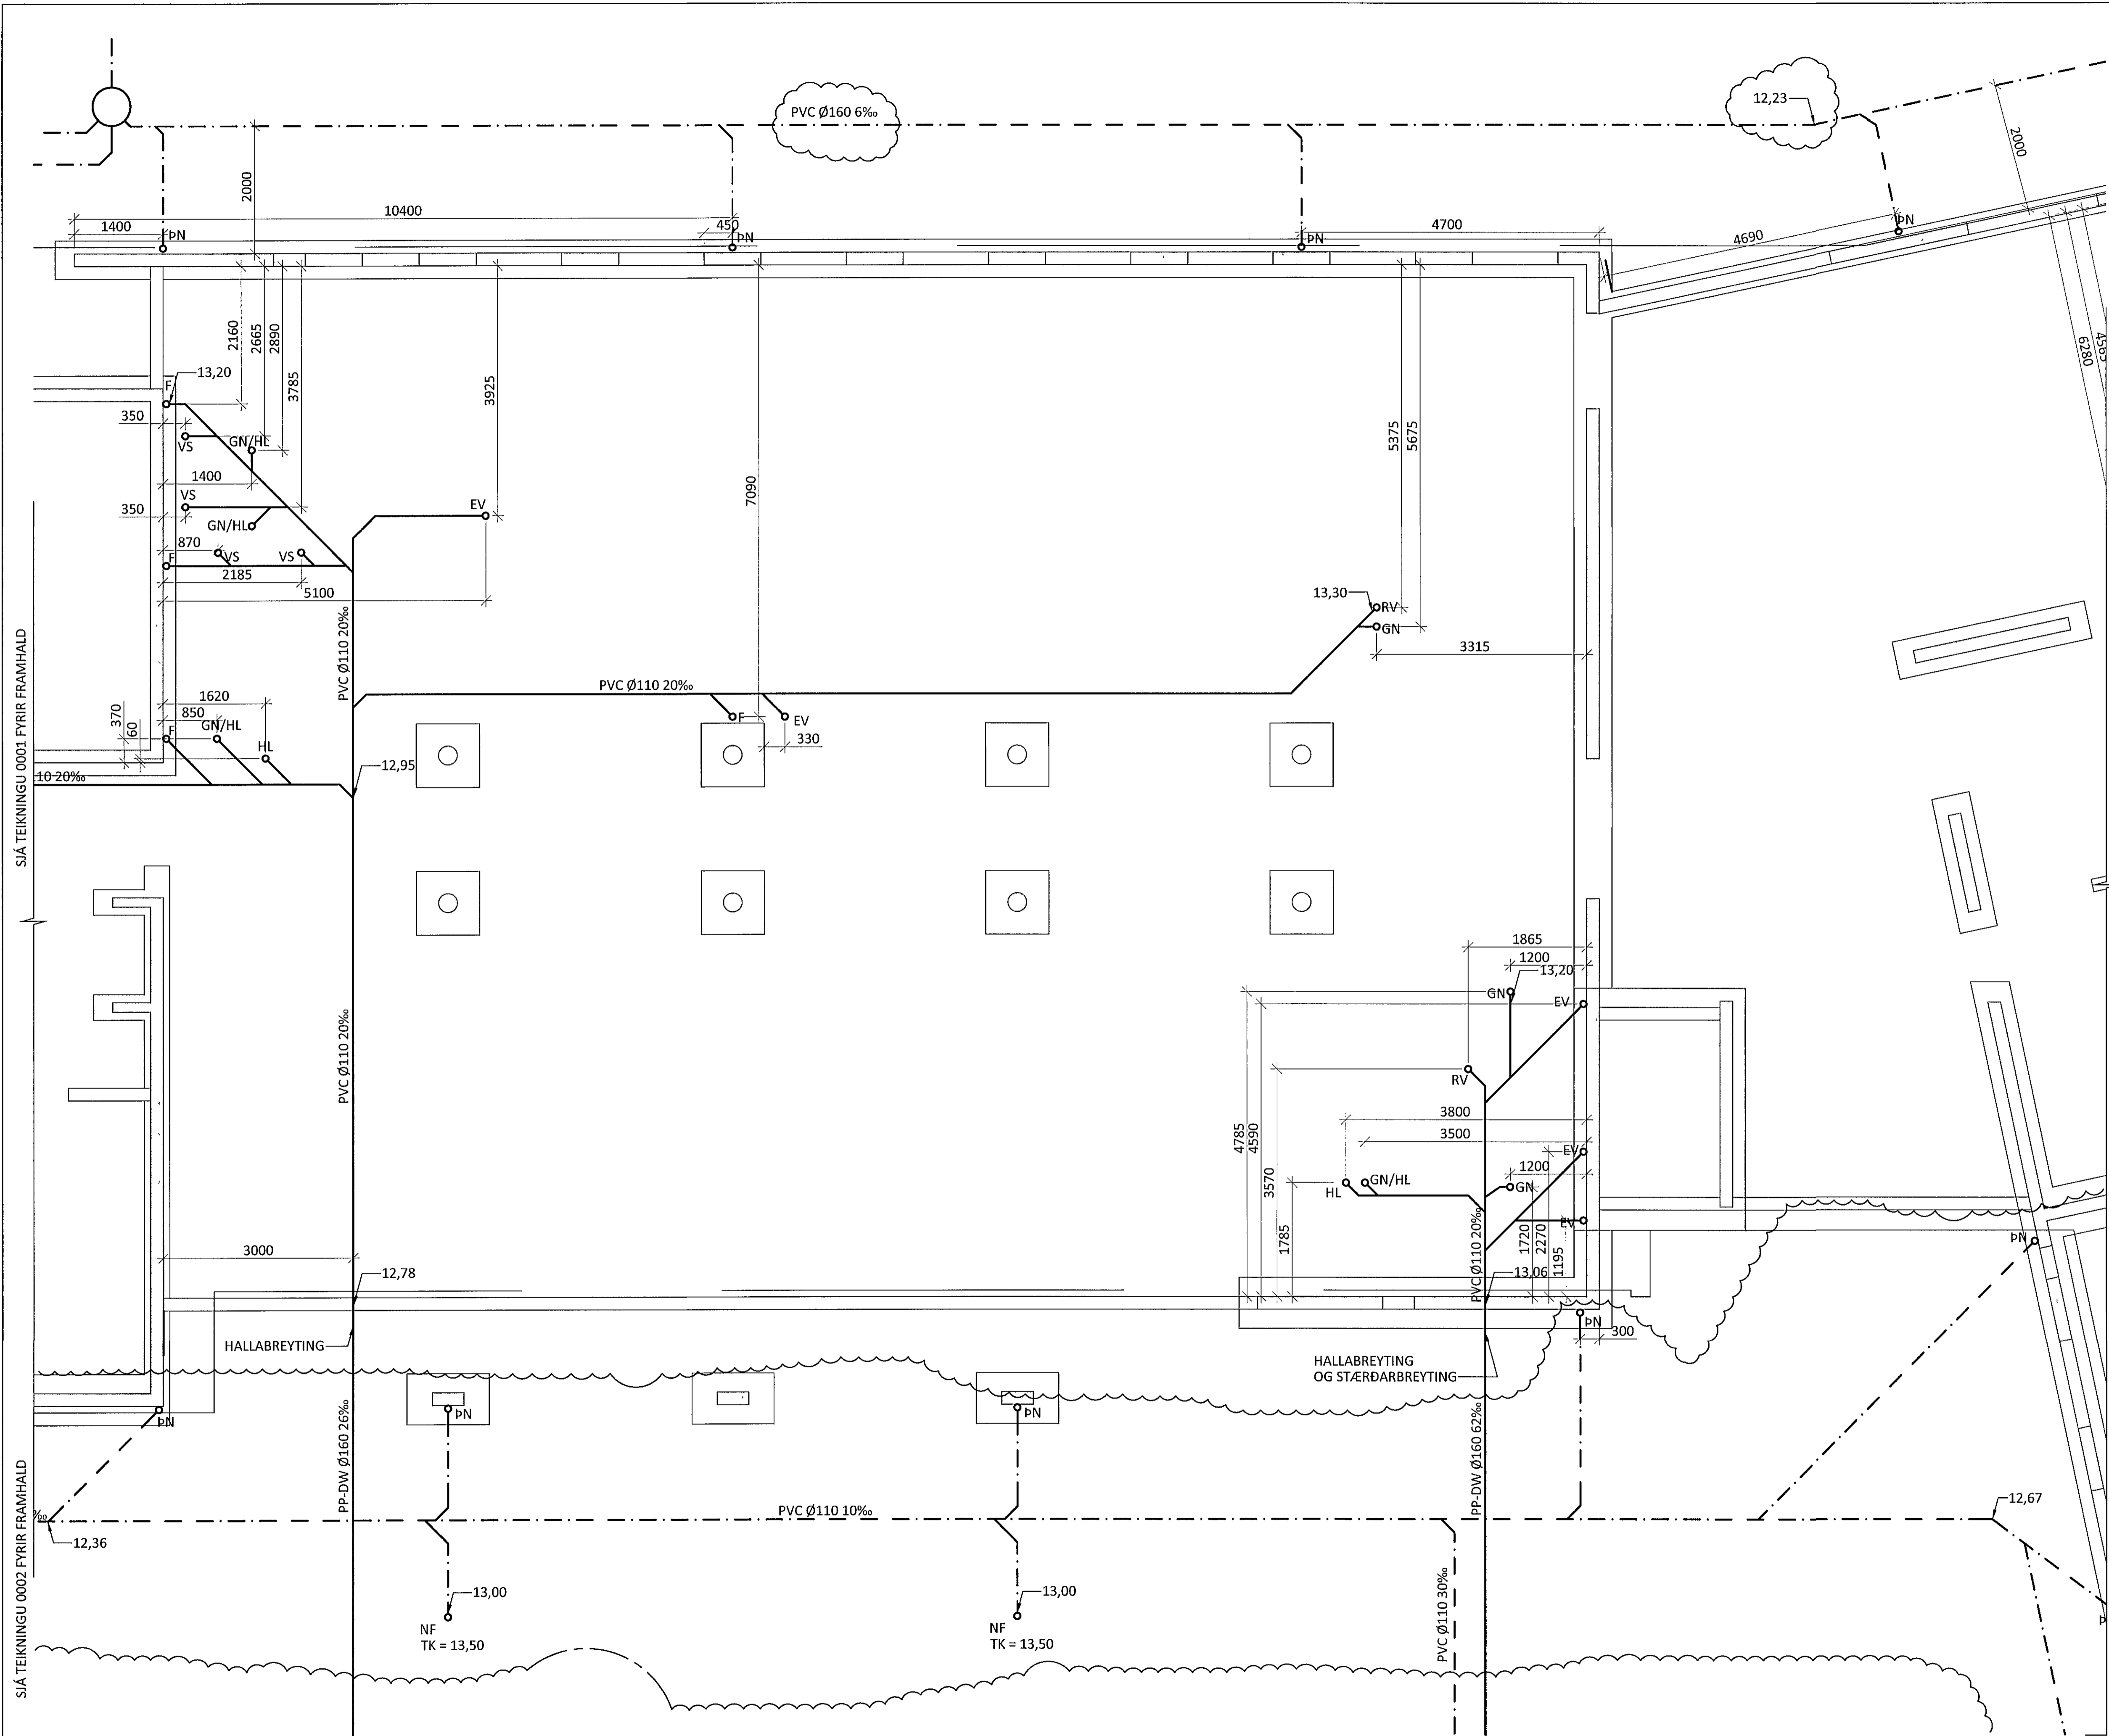 PVC Ø160 6‰
12,23
2000
2000
10400
1400
ÞN
450
ÞN
ÞN
4700
4690
ÞN
2160
2665
2890
3785
3925
7090
5375
5675
6280
13,20
F
350
VS
GN/HL
1400
VS
350
GN/HL
EV
870
F
VS
VS
2185
5100
PVC Ø110 20‰
13,30
RV
GN
3315
PVC Ø110 20‰
F
EV
330
SJÁ TEIKNINGU 0001 FYRIR FRAMHALD
1620
850
370
60
F
GN/HL
HL
10 20‰
12,95
PVC Ø110 20‰
1865
1200
13,20
GN
EV
RV
4785
4590
3570
1785
3800
3500
EV
1200
HL
GN/HL
GN
EV
PVC Ø110 20‰
1720
2270
1195
3000
12,78
13,06
HALLABREYTING
ÞN
300
HALLABREYTING
OG STÆRÐARBREYTING
ÞN
ÞN
ÞN
ÞN
PP-DW Ø160 26‰
PP-DW Ø160 62‰
SJÁ TEIKNINGU 0002 FYRIR FRAMHALD
‰
PVC Ø110 10‰
12,67
12,36
13,00
13,00
NF
TK = 13,50
NF
TK = 13,50
PVC Ø110 30‰